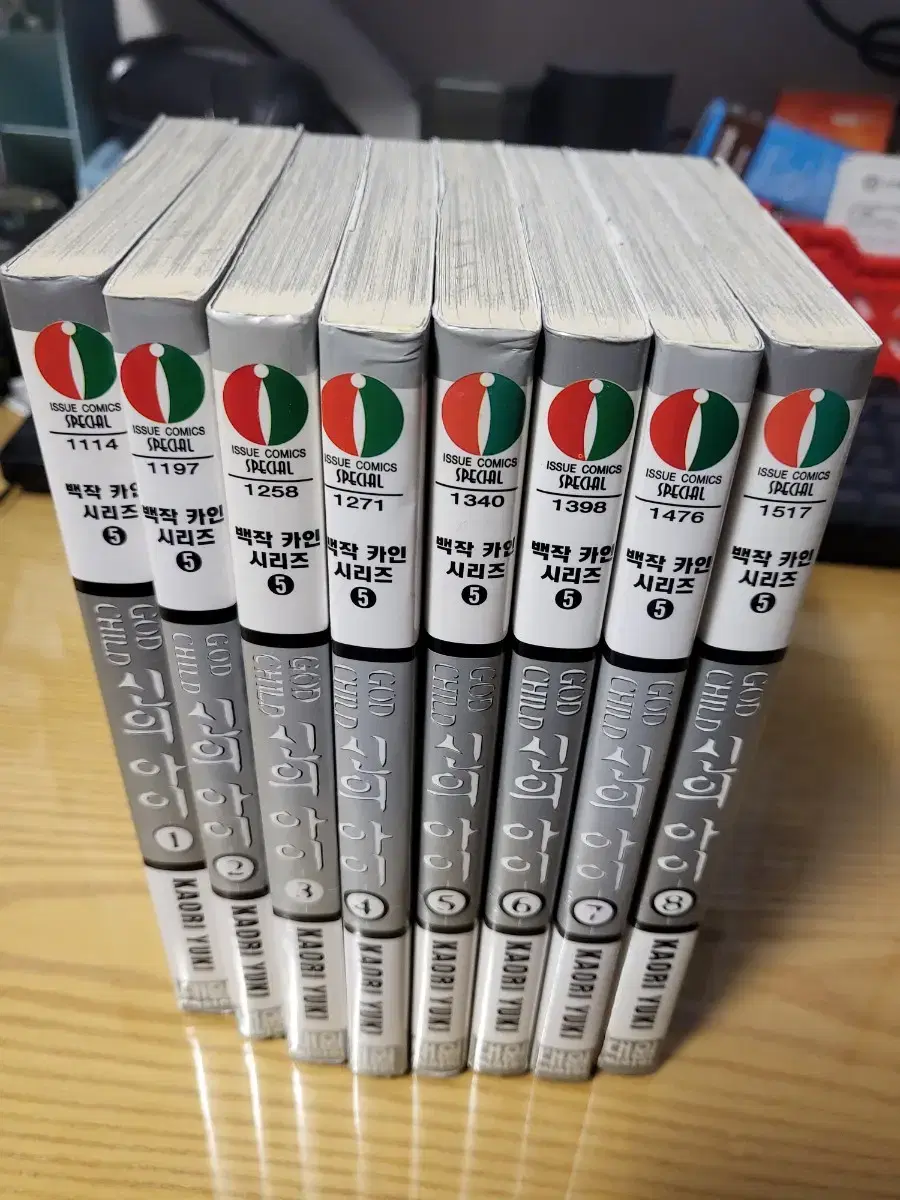 ISSUE COMICS
SPECIAL
1114
백작 카인
시리즈
5
GOD CHILD
신의 아이
1
KAORI YUKI
ISSUE COMICS
SPECIAL
1197
백작 카인
시리즈
5
GOD CHILD
신의 아이
2
KAORI YUKI
ISSUE COMICS
SPECIAL
1258
백작 카인
시리즈
5
GOD CHILD
신의 아이
3
KAORI YUKI
ISSUE COMICS
SPECIAL
1271
백작 카인
시리즈
5
GOD CHILD
신의 아이
4
KAORI YUKI
ISSUE COMICS
SPECIAL
1340
백작 카인
시리즈
5
GOD CHILD
신의 아이
5
KAORI YUKI
ISSUE COMICS
SPECIAL
1398
백작 카인
시리즈
5
GOD CHILD
신의 아이
6
KAORI YUKI
ISSUE COMICS
SPECIAL
1476
백작 카인
시리즈
5
GOD CHILD
신의 아이
7
KAORI YUKI
ISSUE COMICS
SPECIAL
1517
백작 카인
시리즈
5
GOD CHILD
신의 아이
8
KAORI YUKI